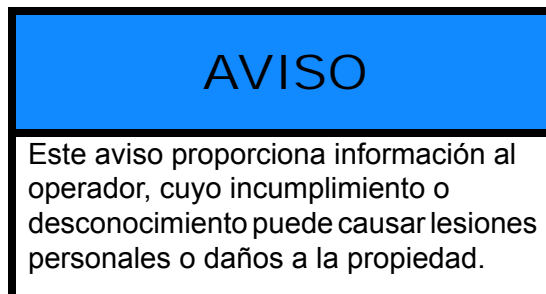 AVISO
Este aviso proporciona información al
operador, cuyo incumplimiento o
desconocimiento puede causar lesiones
personales o daños a la propiedad.